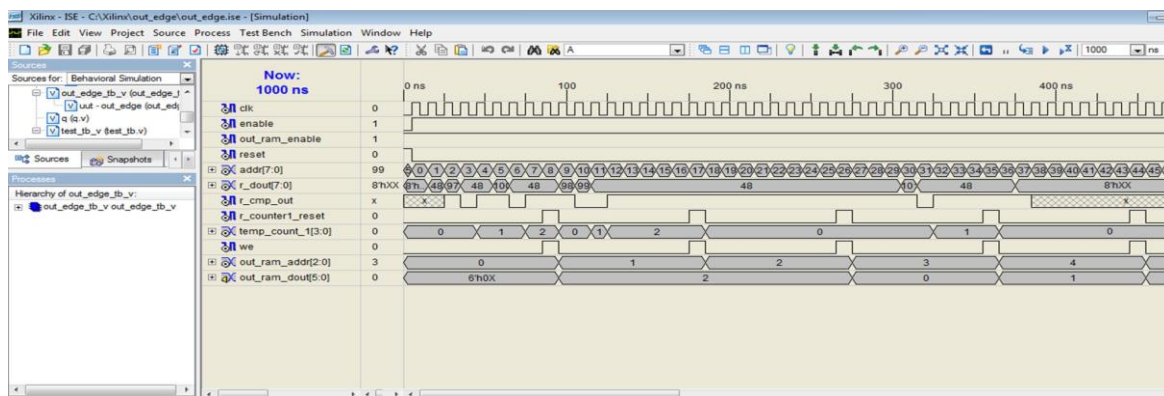 Xilinx - ISE - C:\Xilinx\out_edge\out_edge.ise - [Simulation]
File Edit View Project Source Process Test Bench Simulation Window Help
A 1000 ns
Sources
Sources for: Behavioral Simulation
out_edge_tb_v (out_edge_t
uut - out_edge (out_edg
q (q.v)
test_tb_v (test_tb.v)
Sources Snapshots
Processes
Hierarchy of out_edge_tb_v:
out_edge_tb_v out_edge_tb_v
Now:
1000 ns
0 ns 100 200 ns 300 400 ns
clk 0
enable 1
out_ram_enable 1
reset 0
addr[7:0] 99 0 1 2 3 4 5 6 7 8 9 10 11 12 13 14 15 16 17 18 19 20 21 22 23 24 25 26 27 28 29 30 31 32 33 34 35 36 37 38 39 40 41 42 43 44 45
r_dout[7:0] 8'hXX 48 97 48 48 98 99 48 48 8'hXX
r_cmp_out x x x
r_counter1_reset 0
temp_count_1[3:0] 0 0 1 2 0 1 2 0 1 0
we 0
out_ram_addr[2:0] 3 0 1 2 3 4
out_ram_dout[5:0] 0 6'h0X 2 0 1